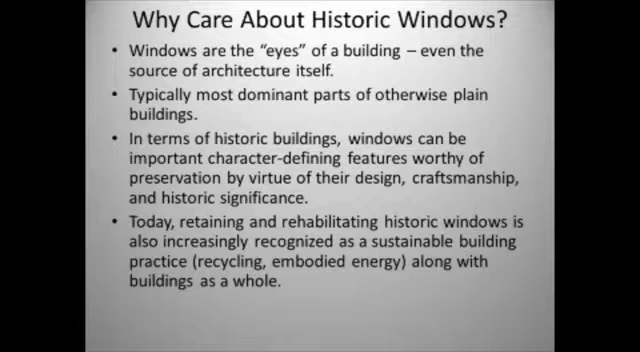 Why Care About Historic Windows?
• Windows are the “eyes” of a building – even the
source of architecture itself.
• Typically most dominant parts of otherwise plain
buildings.
• In terms of historic buildings, windows can be
important character-defining features worthy of
preservation by virtue of their design, craftsmanship,
and historic significance.
• Today, retaining and rehabilitating historic windows is
also increasingly recognized as a sustainable building
practice (recycling, embodied energy) along with
buildings as a whole.